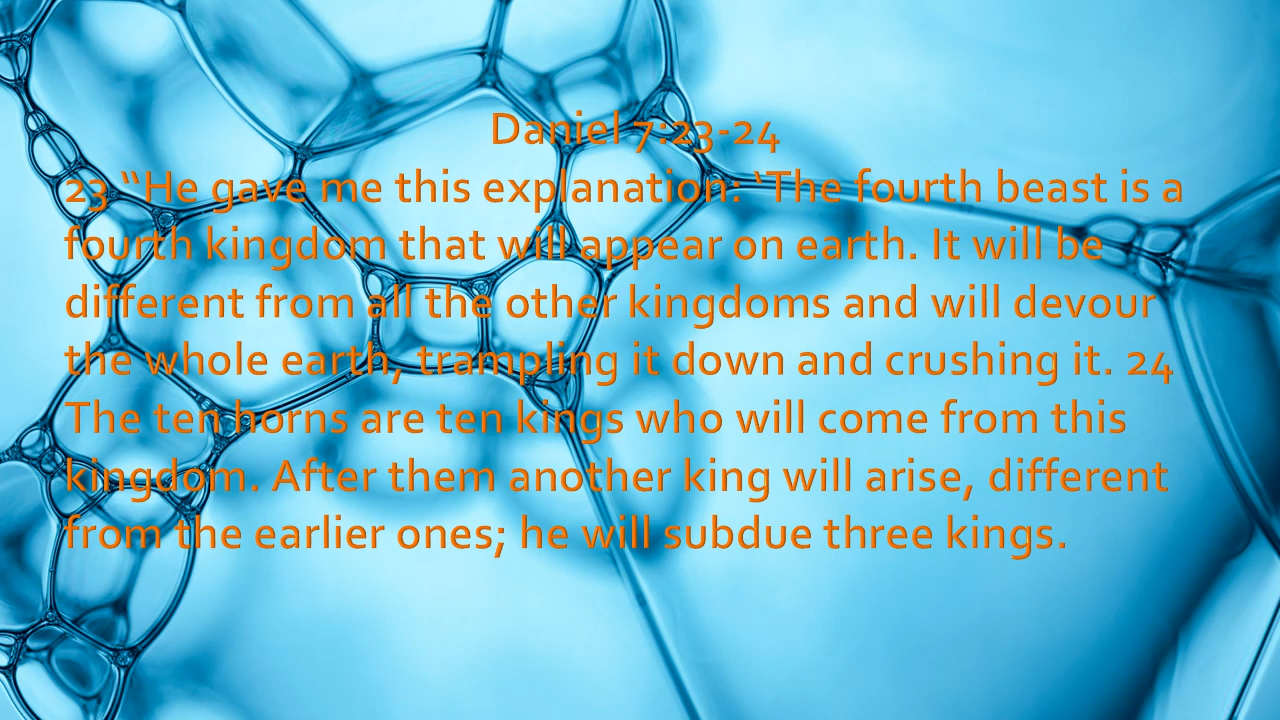 Daniel 7:23-24
23 “He gave me this explanation: ‘The fourth beast is a
fourth kingdom that will appear on earth. It will be
different from all the other kingdoms and will devour
the whole earth, trampling it down and crushing it. 24
The ten horns are ten kings who will come from this
kingdom. After them another king will arise, different
from the earlier ones; he will subdue three kings.